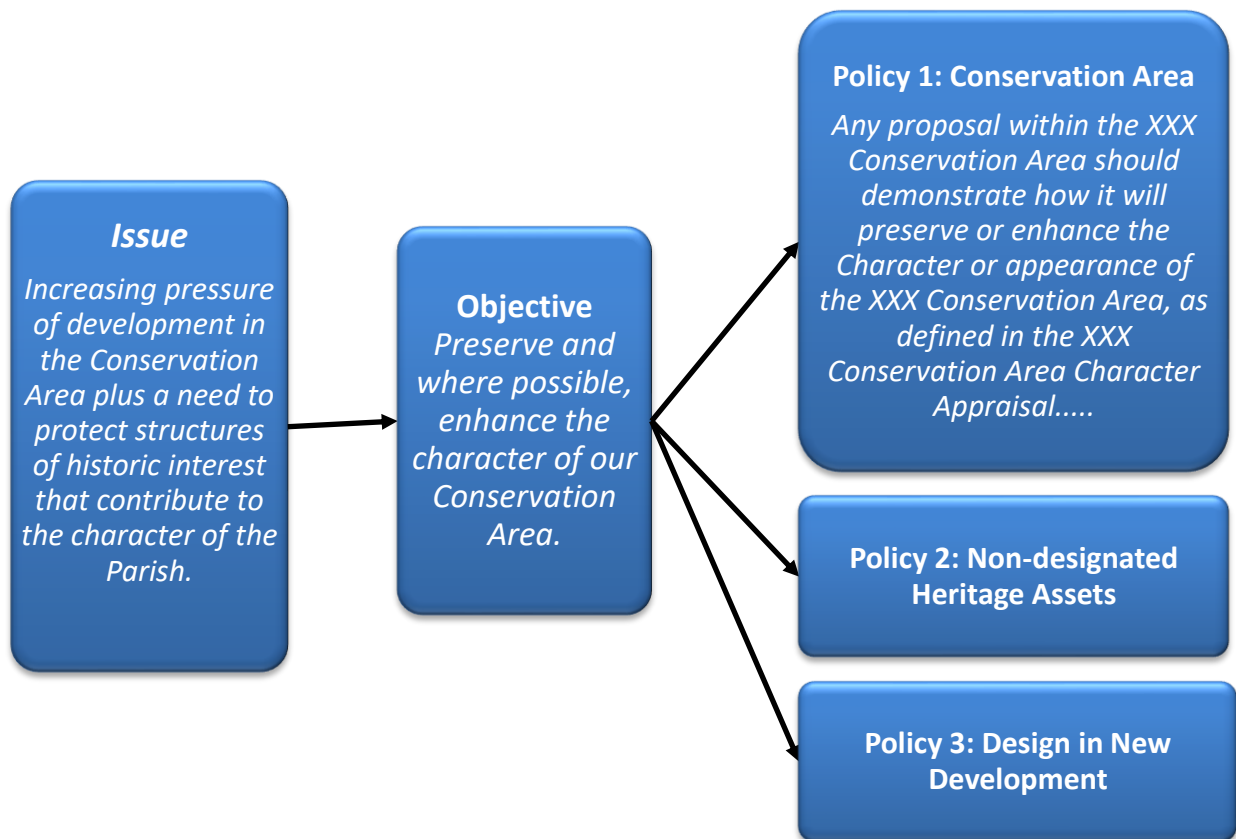 Issue
Increasing pressure
of development in
the Conservation
Area plus a need to
protect structures
of historic interest
that contribute to
the character of the
Parish.
Objective
Preserve and
where possible,
enhance the
character of our
Conservation
Area.
Policy 1: Conservation Area
Any proposal within the XXX
Conservation Area should
demonstrate how it will
preserve or enhance the
Character or appearance of
the XXX Conservation Area, as
defined in the XXX
Conservation Area Character
Appraisal.....
Policy 2: Non-designated
Heritage Assets
Policy 3: Design in New
Development